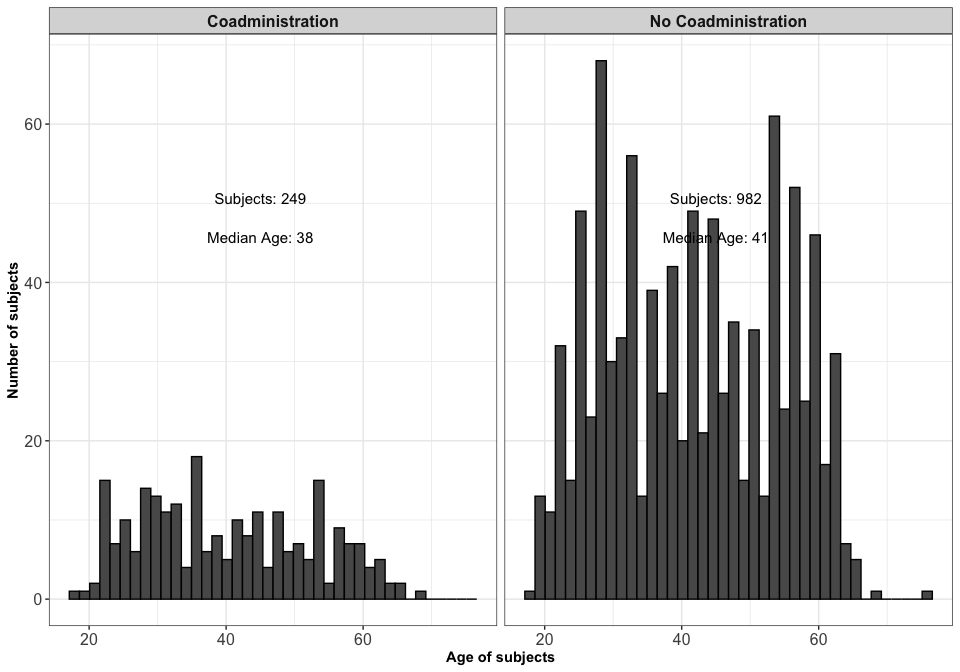 Coadministration
No Coadministration
Number of subjects
60
40
20
0
Subjects: 249
Median Age: 38
Subjects: 982
Median Age: 41
20 40 60
20 40 60
Age of subjects